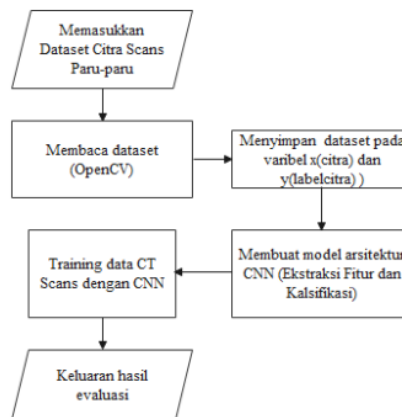 Memasukkan
Dataset Citra Scans
Paru-paru
Membaca dataset
(OpenCV)
Menyimpan dataset pada
varibel x(citra) dan
y(labelcitra) )
Membuat model arsitektur
CNN (Ekstraksi Fitur dan
Kalsifikasi)
Training data CT
Scans dengan CNN
Keluaran hasil
evaluasi